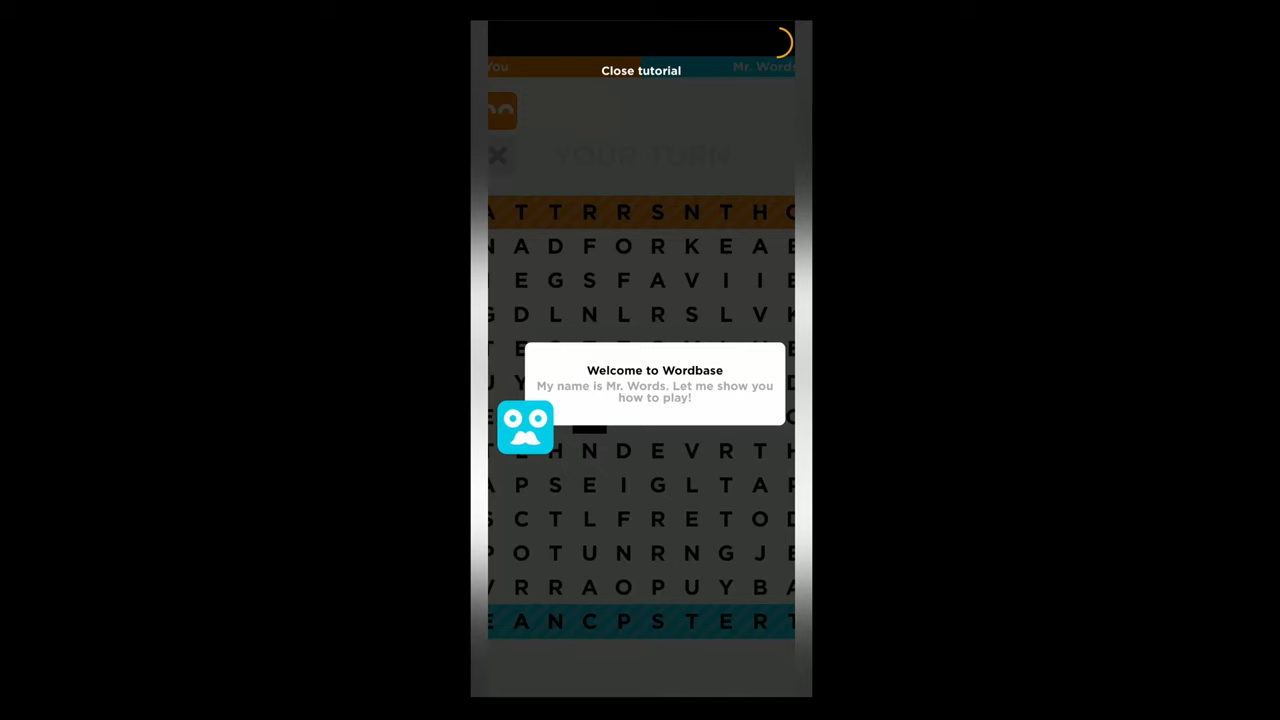 Close tutorial
You Mr. Words
YOUR TURN
A T T R R S N T H
N A D F O R K E A
E G S F A V I I
G D L N L R S L V K
Welcome to Wordbase
My name is Mr. Words. Let me show you
how to play!
H N D E V R T H
A P S E I G L T A
S C T L F R E T O D
P O T U N R N G J
V R R A O P U Y B A
E A N C P S T E R T